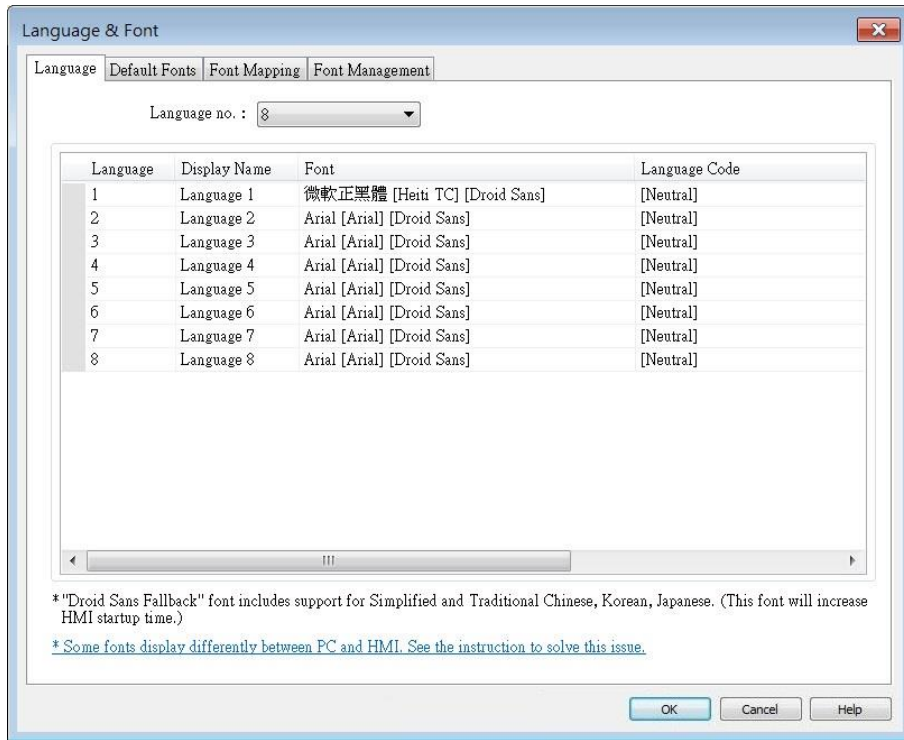 Language & Font
Language Default Fonts Font Mapping Font Management
Language no. : 8
Language Display Name Font Language Code
1 Language 1 微軟正黑體 [Heiti TC] [Droid Sans] [Neutral]
2 Language 2 Arial [Arial] [Droid Sans] [Neutral]
3 Language 3 Arial [Arial] [Droid Sans] [Neutral]
4 Language 4 Arial [Arial] [Droid Sans] [Neutral]
5 Language 5 Arial [Arial] [Droid Sans] [Neutral]
6 Language 6 Arial [Arial] [Droid Sans] [Neutral]
7 Language 7 Arial [Arial] [Droid Sans] [Neutral]
8 Language 8 Arial [Arial] [Droid Sans] [Neutral]
* "Droid Sans Fallback" font includes support for Simplified and Traditional Chinese, Korean, Japanese. (This font will increase
HMI startup time.)
* Some fonts display differently between PC and HMI. See the instruction to solve this issue.
OK Cancel Help